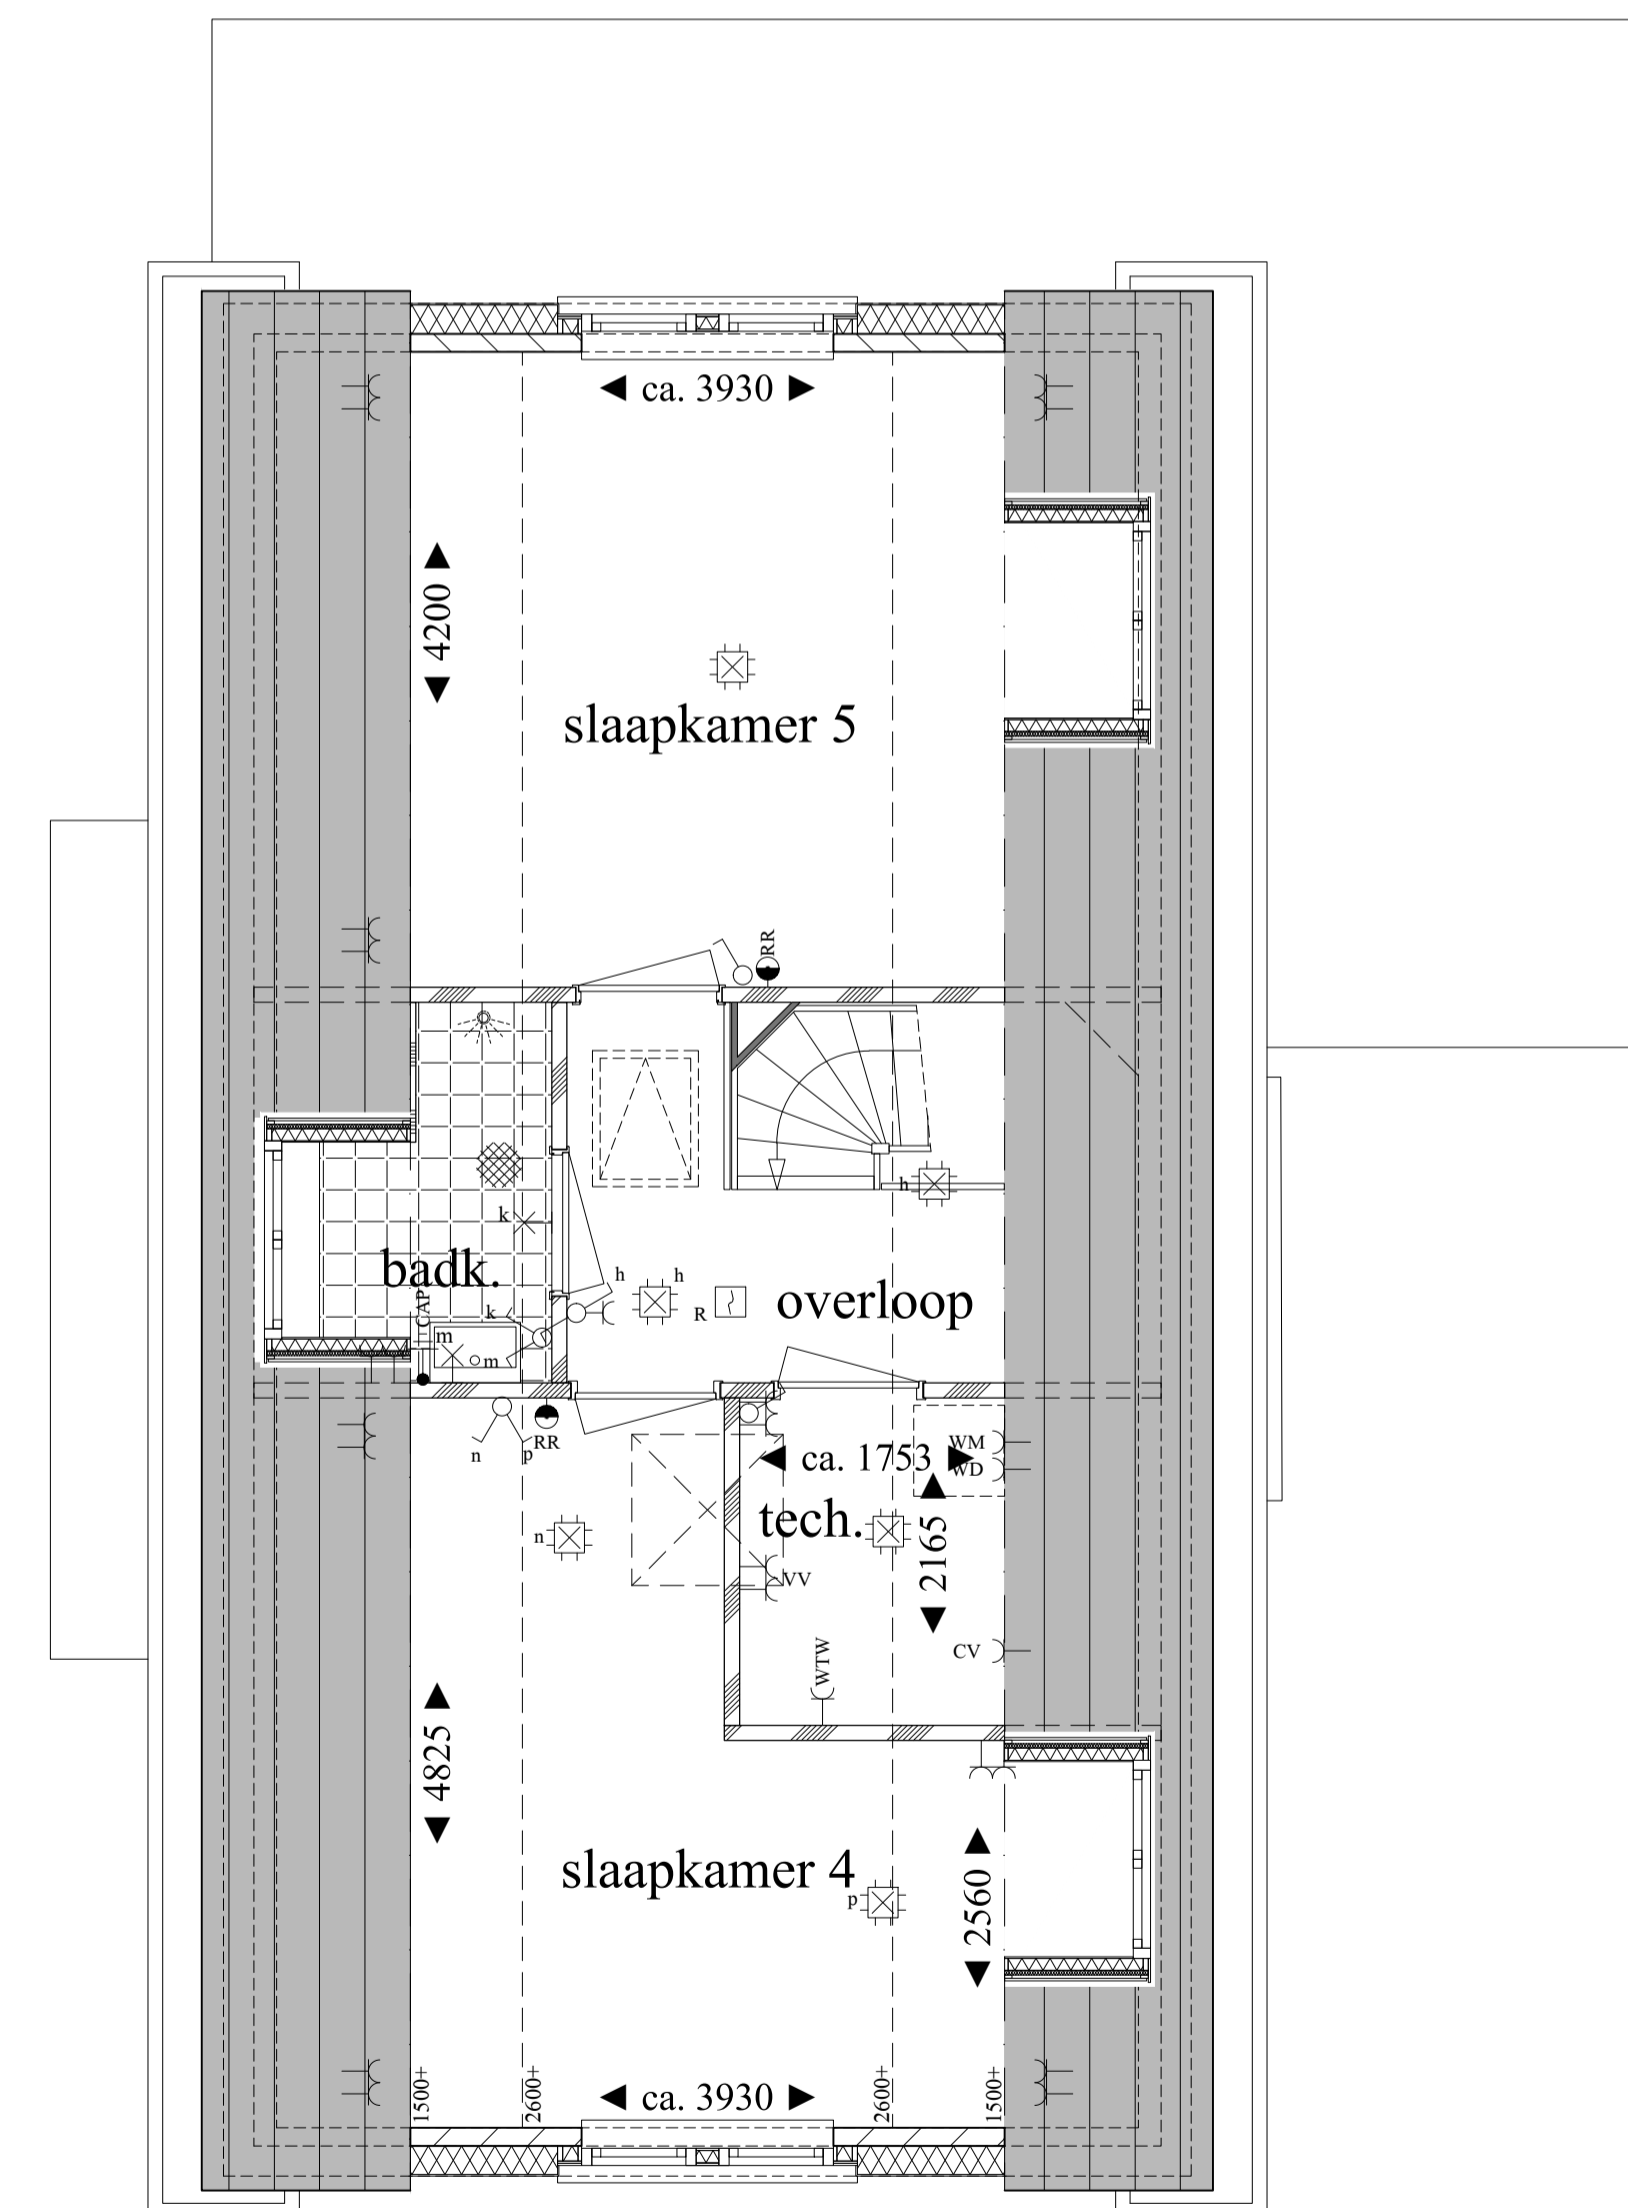 ◄ ca. 3930 ►
◄ 4200 ►
slaapkamer 5
RR
h
k
badk.
h
h
R
overloop
CAP
k
m
m
n
p
RR
WM
◄ ca. 1753 ►
WD
tech.
n
◄ 2165 ►
VV
WTW
CV
◄ 4825 ►
slaapkamer 4
p
◄ 2560 ►
1500+
2600+
◄ ca. 3930 ►
2600+
1500+